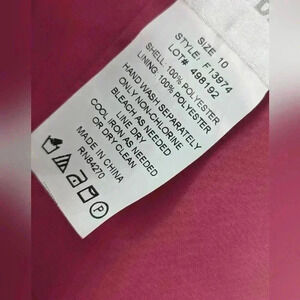 SIZE 10
STYLE: F13974
LOT# 498192
SHELL: 100% POLYESTER
LINING: 100% POLYESTER
HAND WASH SEPARATELY
ONLY NON-CHLORINE
BLEACH AS NEEDED
LINE DRY
COOL IRON AS NEEDED
OR DRY CLEAN
MADE IN CHINA
RN84270
P